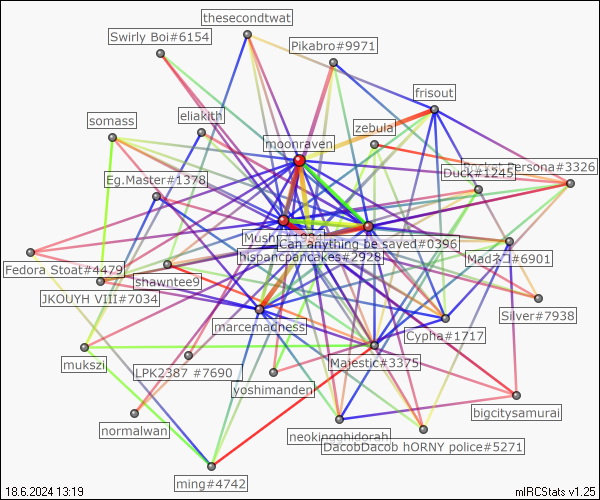 thesecondtwat
Swirly Boi#6154
Pikabro#9971
frisout
somass
eliakith
zebula
moonraven
Persona#3326
Duck#1245
Eg.Master#1378
Can anything be saved#0396
hispancpancakes#2928
Madネコ#6901
Fedora Stoat#4479
shawntee9
JKOUYH VIII#7034
Silver#7938
marcemadness
Cypha#1717
mukszi
LPK2387 #7690
Majestic#3375
yoshimanden
normalwan
bigcitysamurai
neokingghidorah
DacobDacob hORNY police#5271
ming#4742
18.6.2024 13:19
mIRCStats v1.25